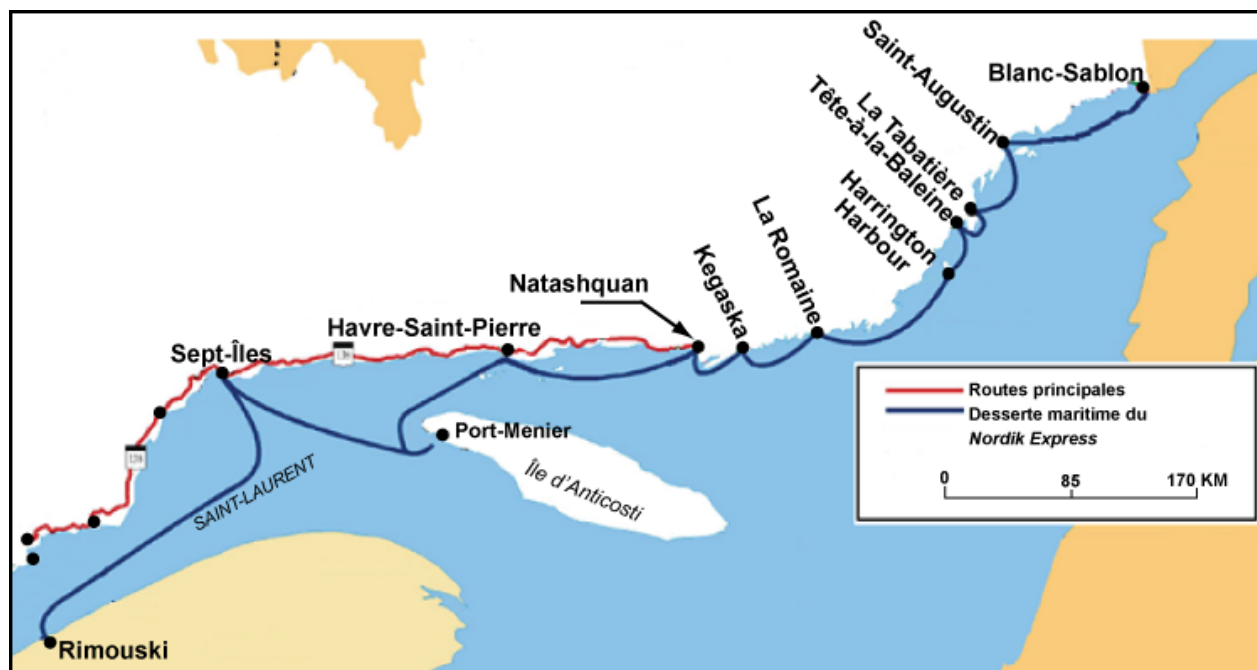 Blanc-Sablon
Saint-Augustin
La Tabatière
Tête-à-la-Baleine
Harrington
Harbour
La Romaine
Kegaska
Natashquan
Havre-Saint-Pierre
Sept-Îles
Port-Menier
Île d'Anticosti
SAINT-LAURENT
Rimouski
Routes principales
Desserte maritime du
Nordik Express
0 85 170 KM